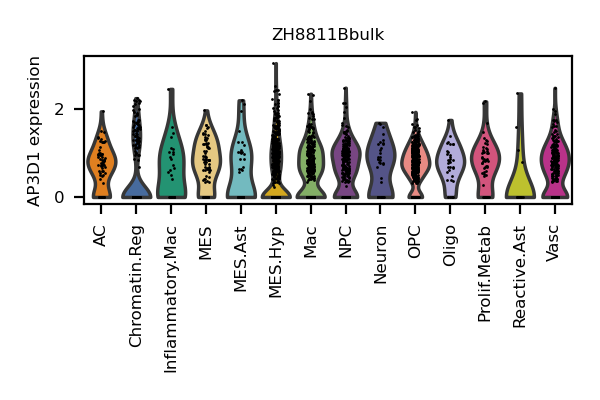 ZH8811Bbulk
AP3D1 expression
2
0
AC
Chromatin.Reg
Inflammatory.Mac
MES
MES.Ast
MES.Hyp
Mac
NPC
Neuron
OPC
Oligo
Prolif.Metab
Reactive.Ast
Vasc